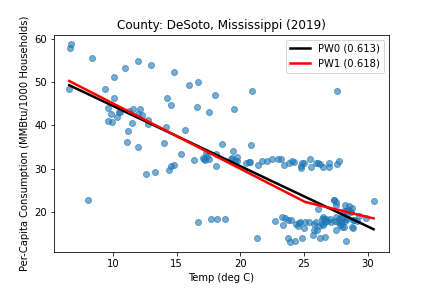 County: DeSoto, Mississippi (2019)
PW0 (0.613)
PW1 (0.618)
Per-Capita Consumption (MMBtu/1000 Households)
60
50
40
30
20
10
15
20
25
30
Temp (deg C)